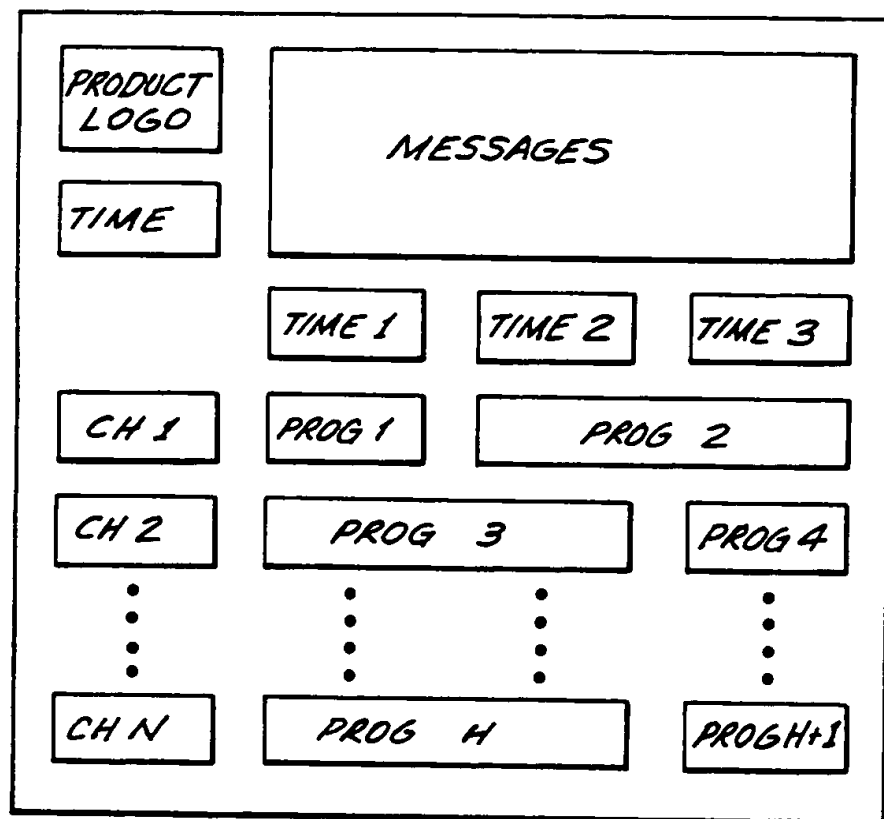 PRODUCT
LOGO
MESSAGES
TIME
TIME 1
TIME 2
TIME 3
CH 1
PROG 1
PROG 2
CH 2
PROG 3
PROG 4
CH N
PROG H
PROG H+1